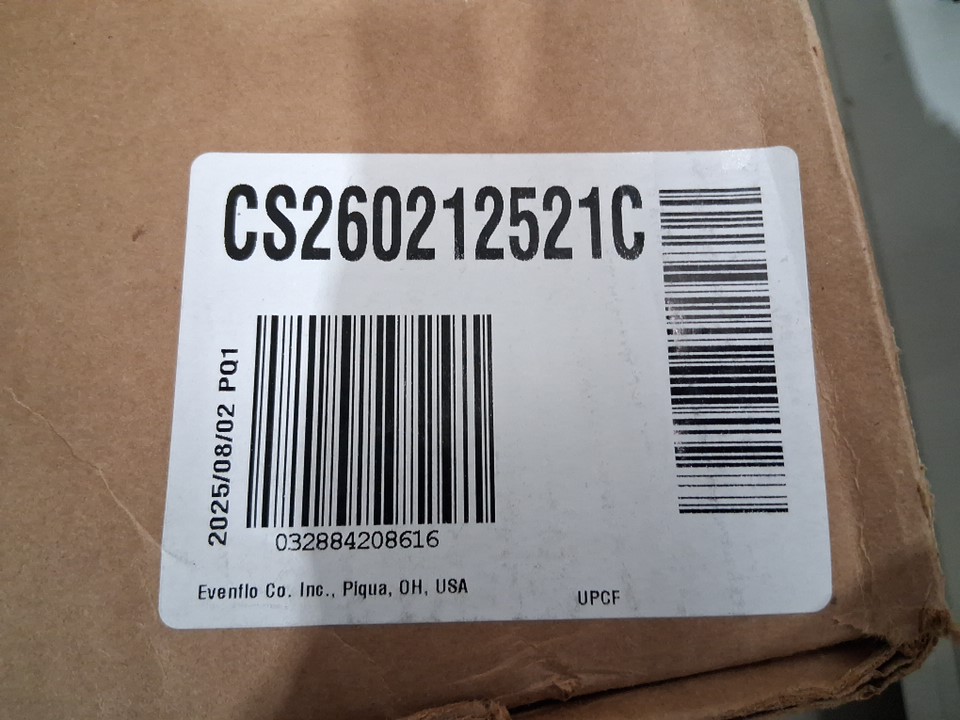 CS260212521C
2025/08/02 PQ1
032884208616
Evenflo Co. Inc., Piqua, OH, USA
UPCF